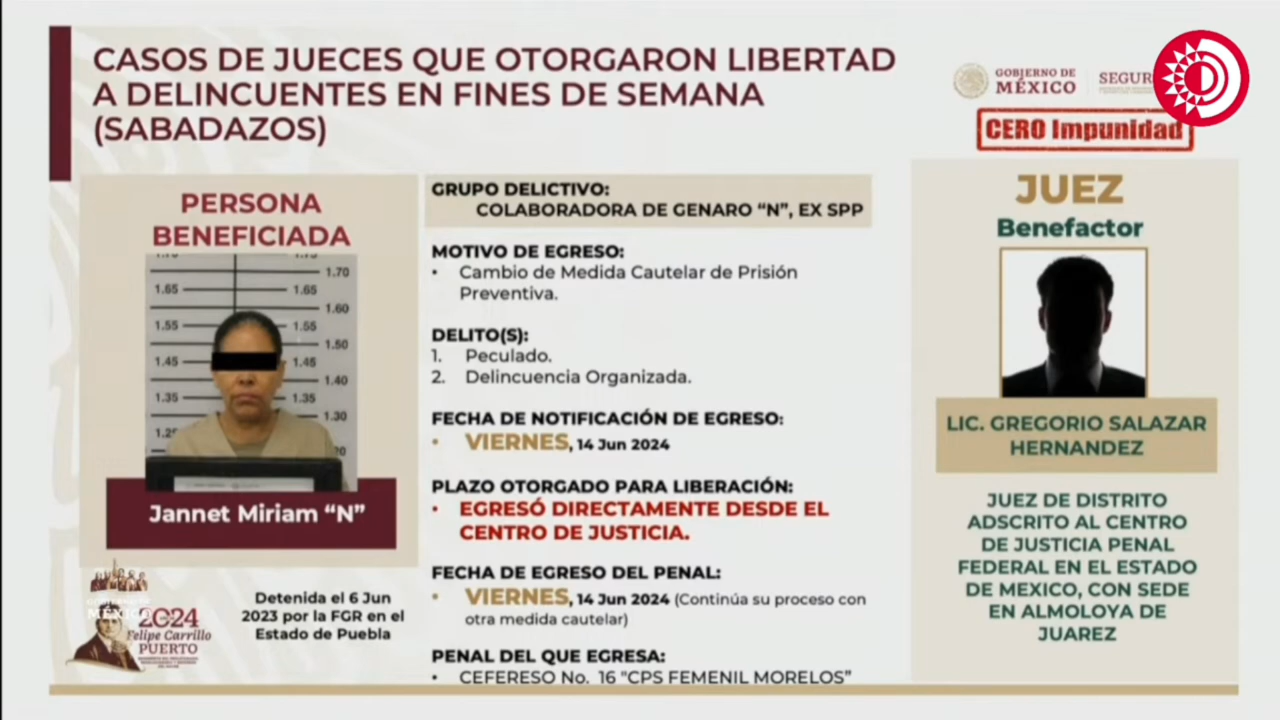 CASOS DE JUECES QUE OTORGARON LIBERTAD
A DELINCUENTES EN FINES DE SEMANA
(SABADAZOS)
GOBIERNO DE
MÉXICO
CERO Impunidad
PERSONA
BENEFICIADA
1.70
1.65
1.65
1.60
1.55
1.55
1.50
1.45
1.45
1.40
1.35
1.35
1.30
Jannet Miriam “N”
2024
Felipe Carrillo
PUERTO
Detenida el 6 Jun
2023 por la FGR en el
Estado de Puebla
GRUPO DELICTIVO:
COLABORADORA DE GENARO “N”, EX SPP
MOTIVO DE EGRESO:
• Cambio de Medida Cautelar de Prisión
Preventiva.
DELITO(S):
1. Peculado.
2. Delincuencia Organizada.
FECHA DE NOTIFICACIÓN DE EGRESO:
• VIERNES, 14 Jun 2024
PLAZO OTORGADO PARA LIBERACIÓN:
• EGRESÓ DIRECTAMENTE DESDE EL
CENTRO DE JUSTICIA.
FECHA DE EGRESO DEL PENAL:
• VIERNES, 14 Jun 2024 (Continúa su proceso con
otra medida cautelar)
PENAL DEL QUE EGRESA:
• CEFERESO No. 16 "CPS FEMENIL MORELOS”
JUEZ
Benefactor
LIC. GREGORIO SALAZAR
HERNANDEZ
JUEZ DE DISTRITO
ADSCRITO AL CENTRO
DE JUSTICIA PENAL
FEDERAL EN EL ESTADO
DE MEXICO, CON SEDE
EN ALMOLOYA DE
JUAREZ